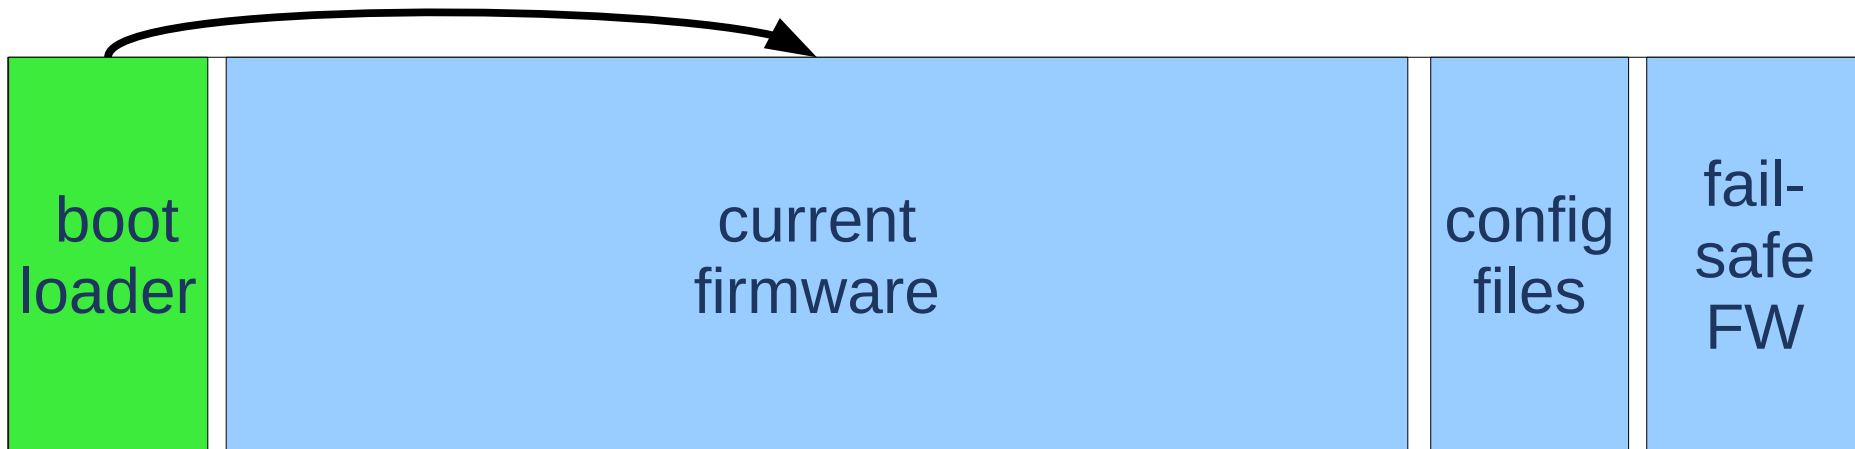 boot
loader
current
firmware
config
files
fail-
safe
FW